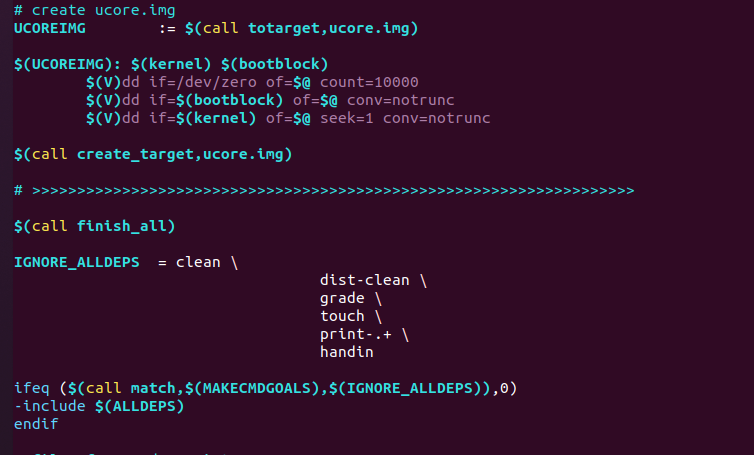 # create ucore.img
UCOREIMG        := $(call totarget,ucore.img)
$(UCOREIMG): $(kernel) $(bootblock)
        $(V)dd if=/dev/zero of=$@ count=10000
        $(V)dd if=$(bootblock) of=$@ conv=notrunc
        $(V)dd if=$(kernel) of=$@ seek=1 conv=notrunc
$(call create_target,ucore.img)
# >>>>>>>>>>>>>>>>>>>>>>>>>>>>>>>>>>>>>>>>>>>>>>>>>>>>>>>>>>>>>>>>>>>
$(call finish_all)
IGNORE_ALLDEPS  = clean \
                                  dist-clean \
                                  grade \
                                  touch \
                                  print-.+ \
                                  handin
ifeq ($(call match,$(MAKECMDGOALS),$(IGNORE_ALLDEPS)),0)
-include $(ALLDEPS)
endif